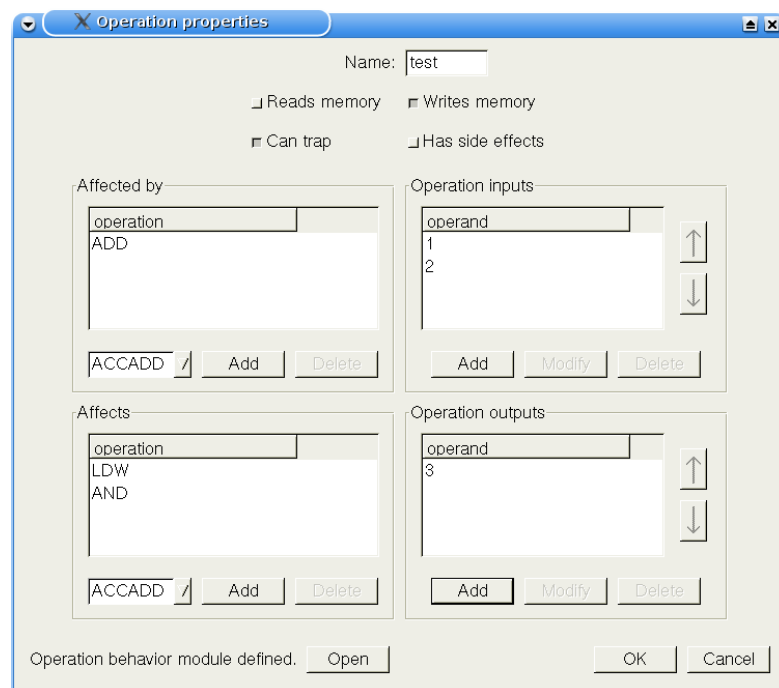 Operation properties
Name: test
Reads memory Writes memory
Can trap Has side effects
Affected by
operation
ADD
ACCADD Add Delete
Operation inputs
operand
1
2
Add Modify Delete
Affects
operation
LDW
AND
ACCADD Add Delete
Operation outputs
operand
3
Add Modify Delete
Operation behavior module defined. Open OK Cancel